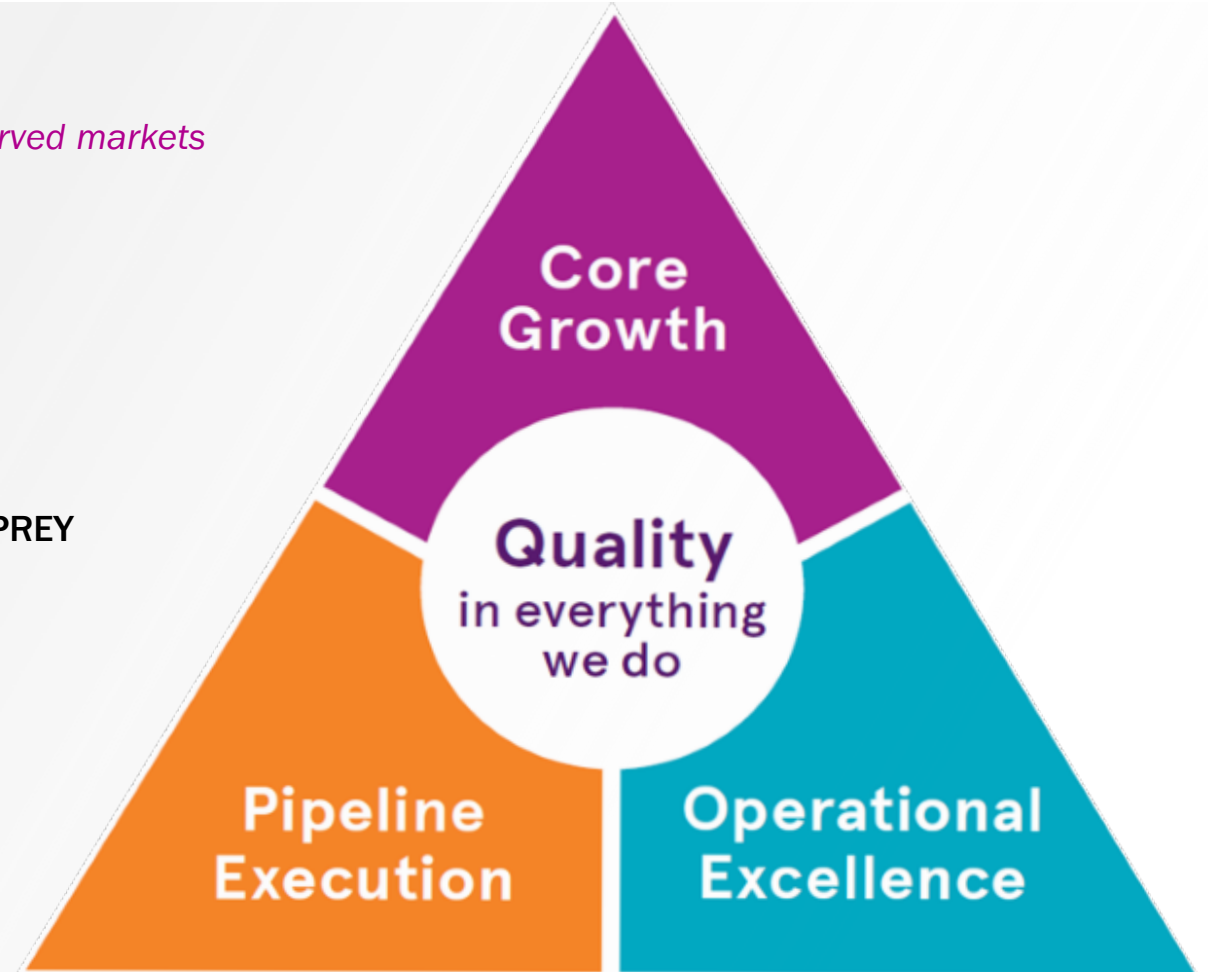 rved markets
Core
Growth
PREY
Quality
in everything
we do
Pipeline
Execution
Operational
Excellence